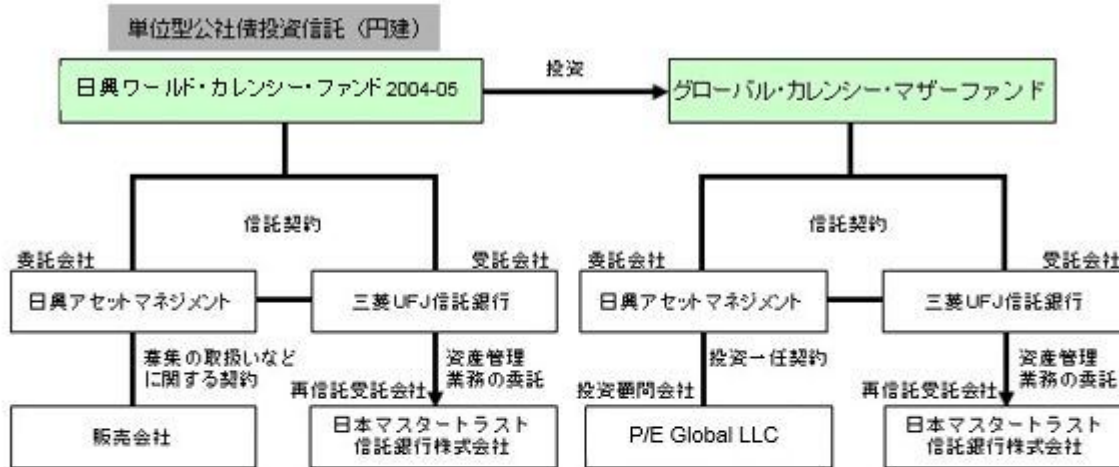 単位型公社債投資信託（円建）
日興ワールド・カレンシー・ファンド 2004-05
投資
グローバル・カレンシー・マザーファンド
信託契約
信託契約
委託会社
受託会社
委託会社
受託会社
日興アセットマネジメント
三菱UFJ信託銀行
日興アセットマネジメント
三菱UFJ信託銀行
募集の取扱いなど
に関する契約
資産管理
業務の委託
投資一任契約
資産管理
業務の委託
再信託受託会社
投資顧問会社
再信託受託会社
販売会社
日本マスタートラスト
信託銀行株式会社
P/E Global LLC
日本マスタートラスト
信託銀行株式会社